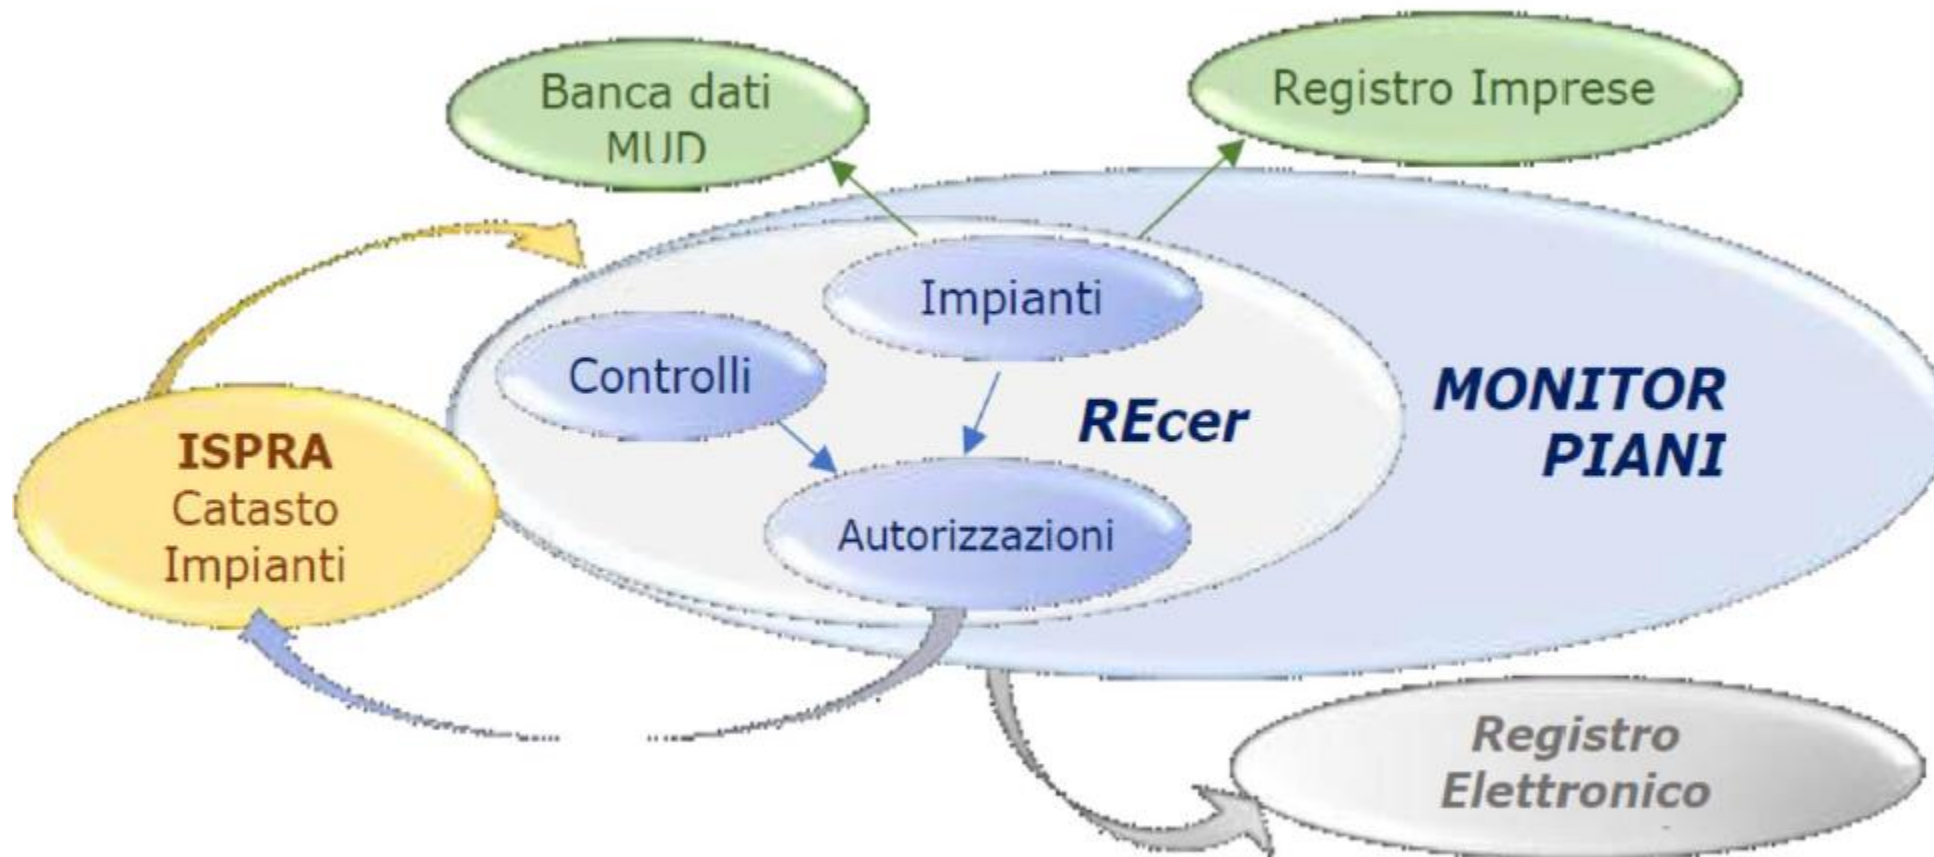 Banca dati
MUD
Registro Imprese
Impianti
Controlli
REcer
MONITOR
PIANI
ISPRA
Catasto
Impianti
Autorizzazioni
Registro
Elettronico